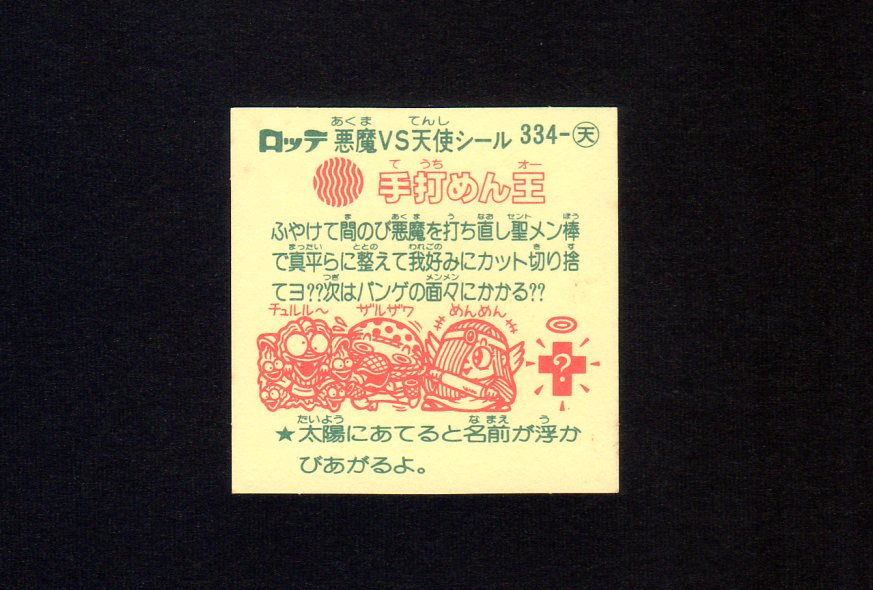 ロッテ 悪魔VS天使シール 334-天
手打めん王
ふやけて間のび悪魔を打ち直し聖メン棒
で真平らに整えて我好みにカット切り捨
てヨ??次はパンゲの面々にかかる??
チュルル〜 ザルザワ めんめん
?
★太陽にあてると名前が浮か
びあがるよ。